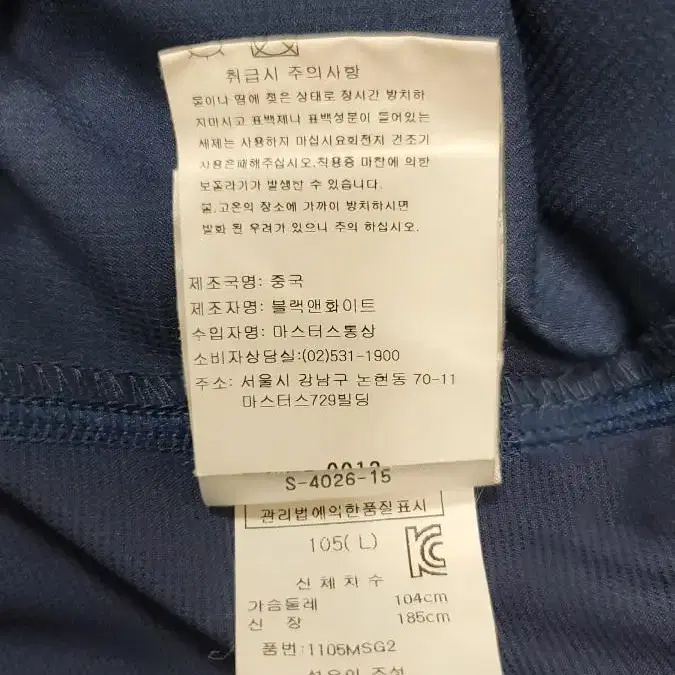 취급시 주의사항
물이나 땀에 젖은 상태로 장시간 방치하
지마시고 표백제나 표백성분이 들어있는
세제는 사용하지 마십시요회전지 건조기
사용은패해주십시오.착용중 마찰에 의한
보폴라기가 발생한 수 있습니다.
불.고온의 장소에 가까이 방치하시면
발화 된 우려가 있으니 주의 하십시오.
제조국명: 중국
제조자명: 블랙앤화이트
수입자명: 마스터스통상
소비자상담실:(02)531-1900
주소: 서울시 강남구 논현동 70-11
마스터스729빌딩
S-4026-15
관리법에의한품질표시
105( L )
신 체 치 수
가슴둘레 104cm
신 장 185cm
품번:1105MSG2